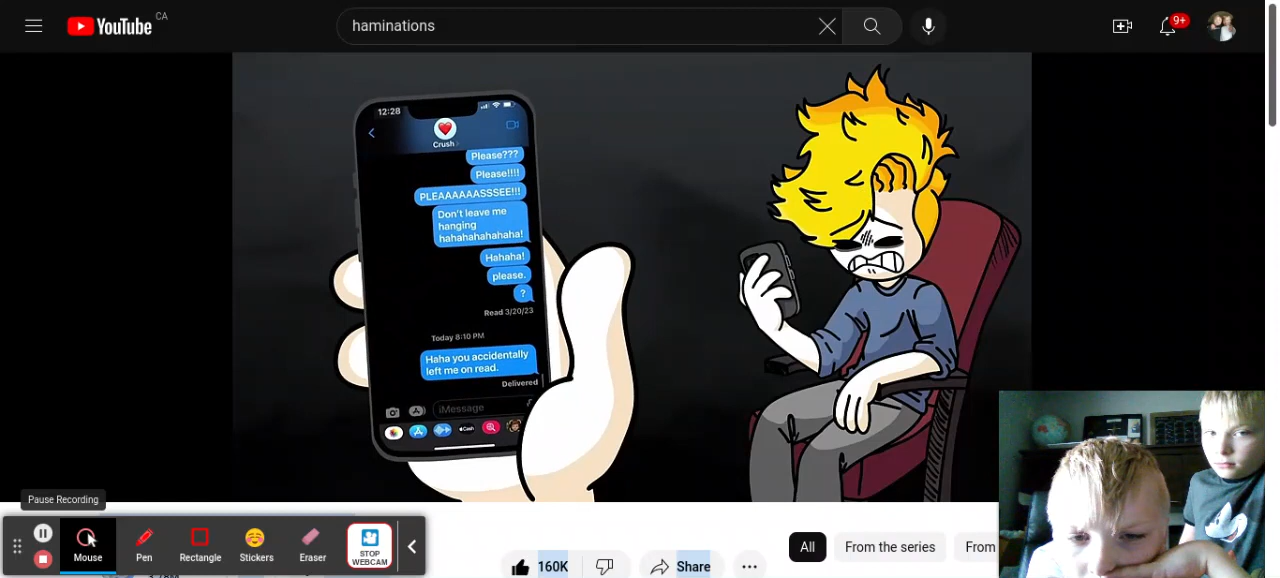 YouTube CA
haminations
9+
12:28
Crush
Please???
Please!!!!
PLEAAAAAASSSEE!!!
Don't leave me
hanging
hahahahahahaha!
Hahaha!
please.
?
Read 3/20/23
Today 8:10 PM
Haha you accidentally
left me on read.
Delivered
iMessage
Cash
Pause Recording
Mouse
Pen
Rectangle
Stickers
Eraser
STOP
WEBCAM
160K
Share
All
From the series
From